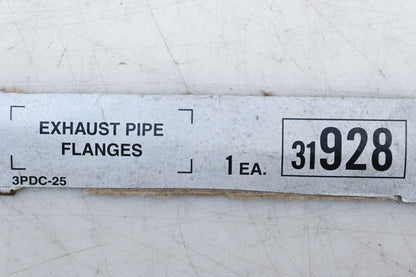 EXHAUST PIPE
FLANGES
3PDC-25
1 EA.
31928